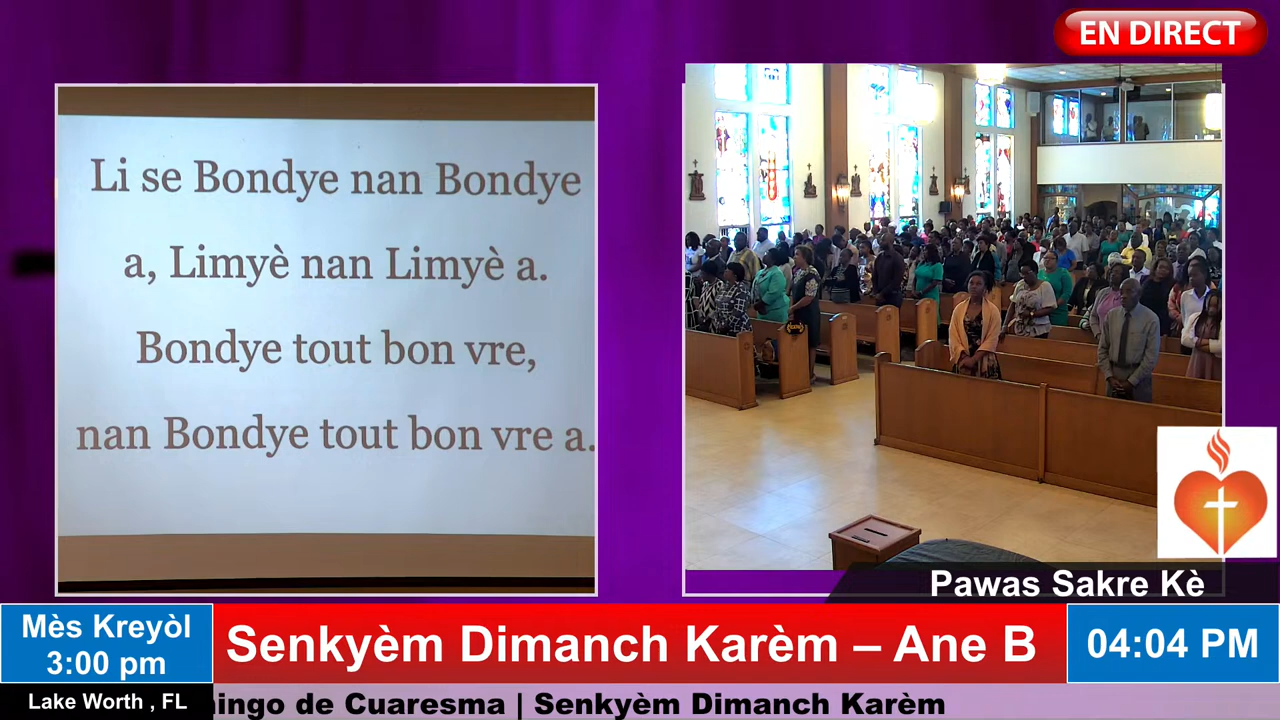 EN DIRECT
Li se Bondye nan Bondye
a, Limyè nan Limyè a.
Bondye tout bon vre,
nan Bondye tout bon vre a.
Pawas Sakre Kè
Mès Kreyòl
3:00 pm
Senkyèm Dimanch Karèm – Ane B
04:04 PM
Lake Worth , FL
de Cuaresma | Senkyèm Dimanch Karèm